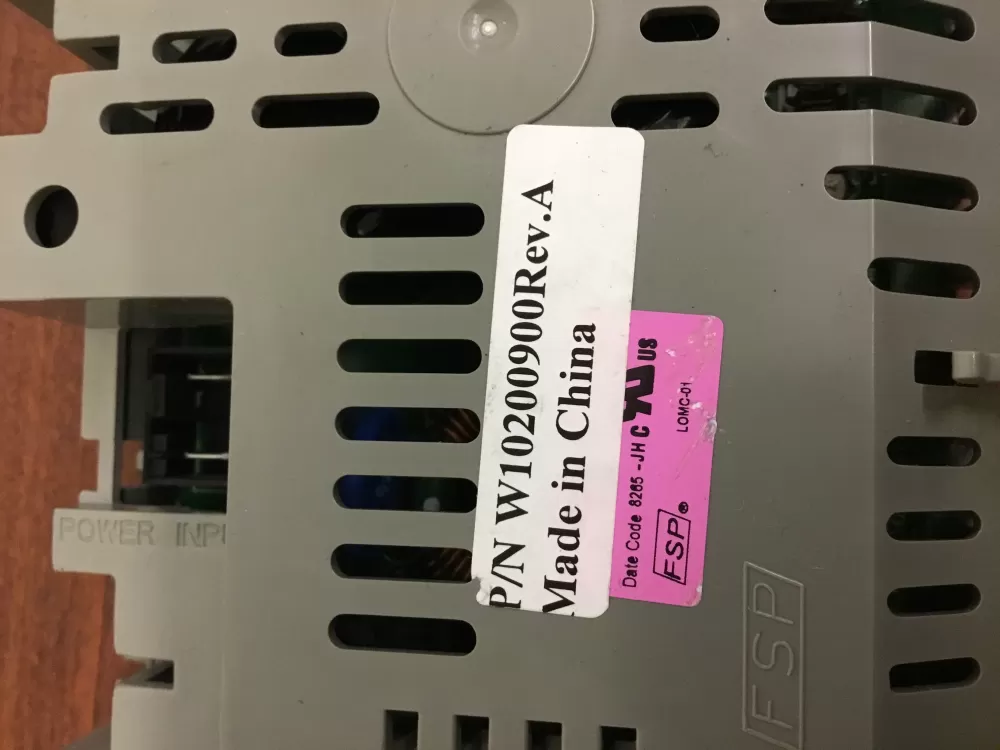 P/N W10200900Rev.A
Made in China
Date Code 8265 -JH C US
FSP ® LOMC-01
POWER INP
FSP